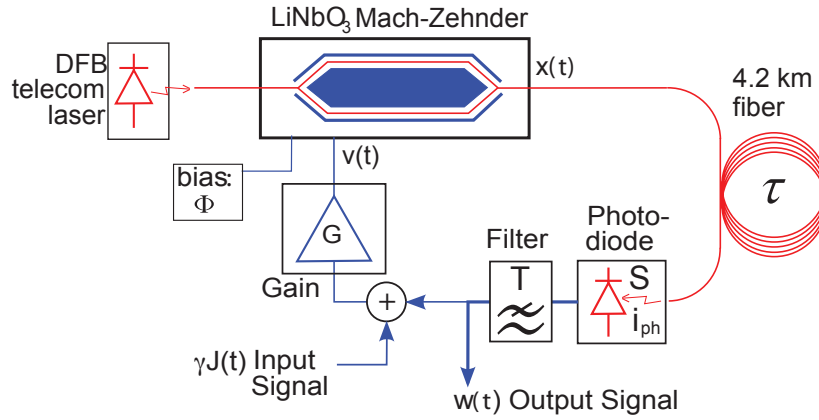 LiNbO3 Mach-Zehnder
DFB
telecom
laser
x(t)
4.2 km
fiber
τ
bias:
Φ
v(t)
G
Gain
+
γJ(t) Input
Signal
Filter
T
Photo-
diode
S
iph
w(t) Output Signal